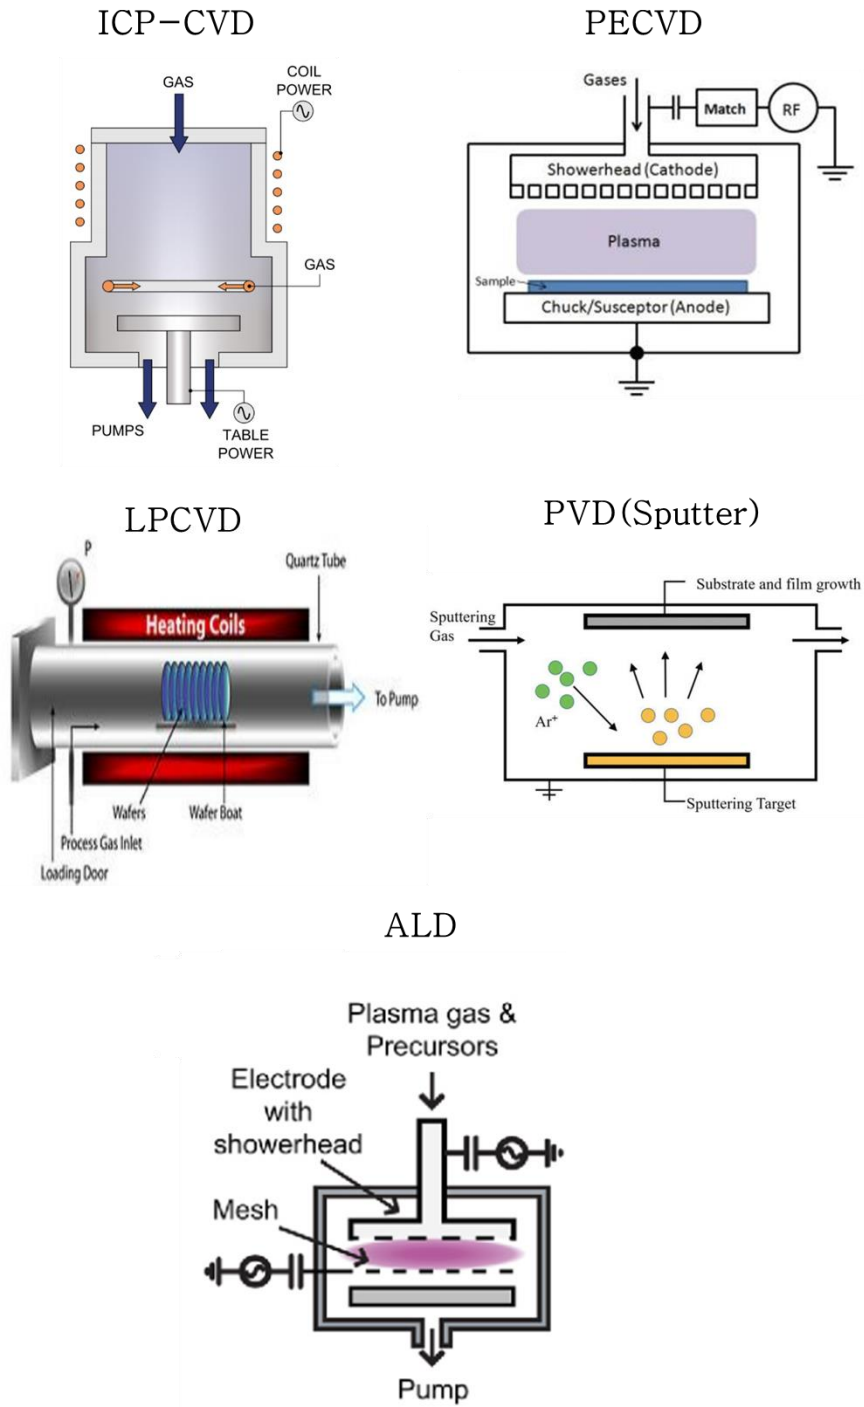 ICP-CVD
GAS
COIL
POWER
GAS
PUMPS
TABLE
POWER
PECVD
Gases
Match
RF
Showerhead (Cathode)
Plasma
Sample
Chuck/Susceptor (Anode)
LPCVD
P
Quartz Tube
Heating Coils
To Pump
Wafers
Wafer Boat
Process Gas Inlet
Loading Door
PVD(Sputter)
Substrate and film growth
Sputtering
Gas
Ar+
Sputtering Target
ALD
Plasma gas &
Precursors
Electrode
with
showerhead
Mesh
Pump